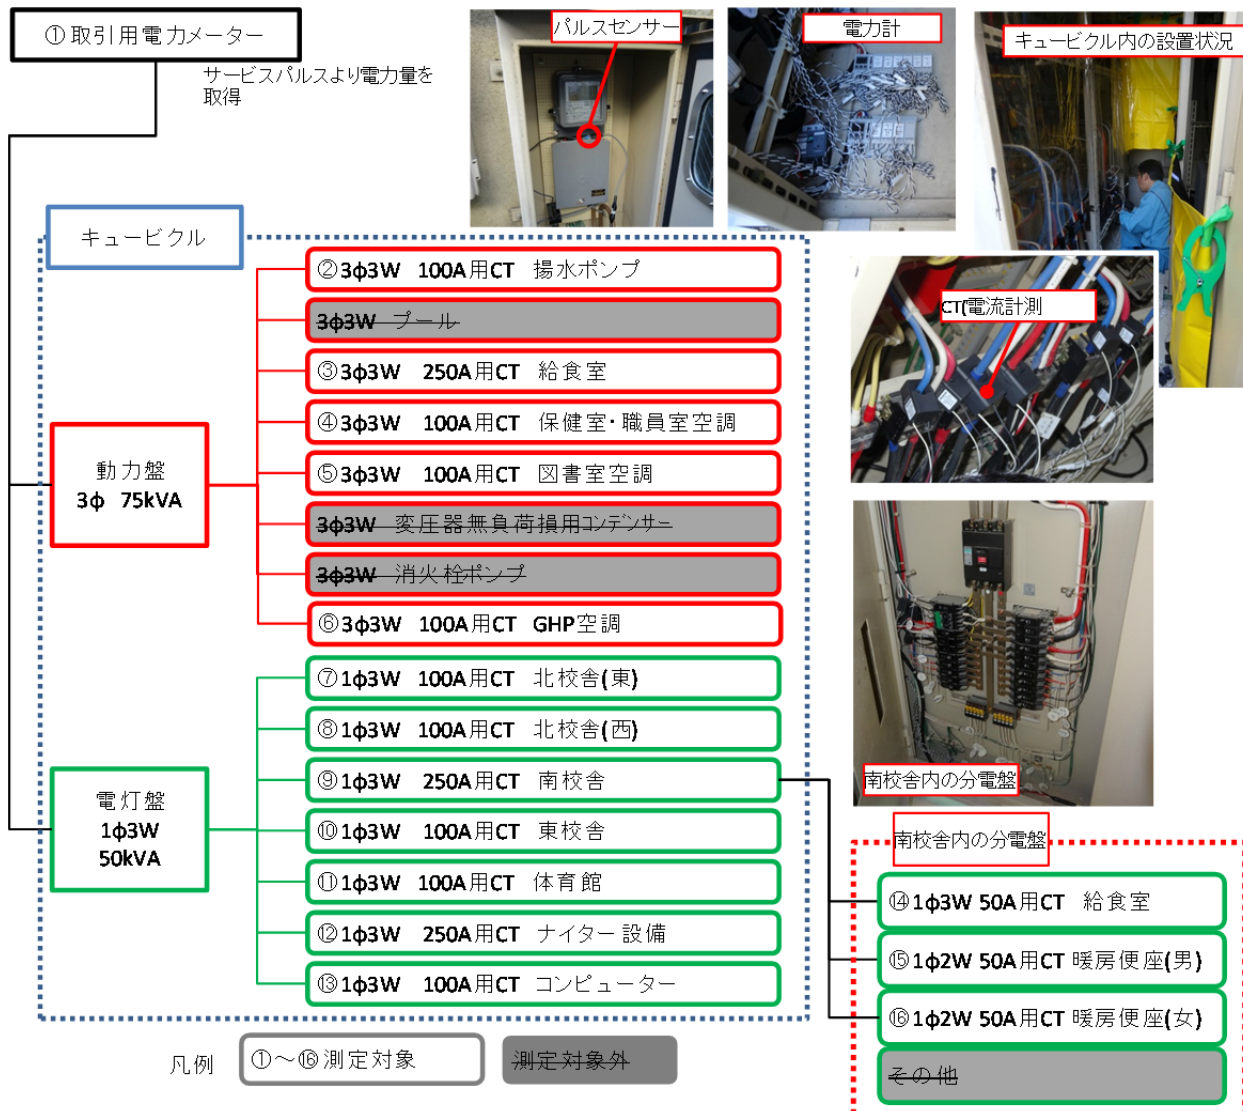 ①取引用電力メーター
サービスパルスより電力量を
取得
パルスセンサー
電力計
キュービクル内の設置状況
キュービクル
②3φ3W 100A用CT 揚水ポンプ
3φ3W プール
③3φ3W 250A用CT 給食室
④3φ3W 100A用CT 保健室・職員室空調
⑤3φ3W 100A用CT 図書室空調
3φ3W 変圧器無負荷損用コンデンサー
3φ3W 消火栓ポンプ
⑥3φ3W 100A用CT GHP空調
動力盤
3φ 75kVA
CT(電流計測
⑦1φ3W 100A用CT 北校舎(東)
⑧1φ3W 100A用CT 北校舎(西)
⑨1φ3W 250A用CT 南校舎
⑩1φ3W 100A用CT 東校舎
⑪1φ3W 100A用CT 体育館
⑫1φ3W 250A用CT ナイター設備
⑬1φ3W 100A用CT コンピューター
電灯盤
1φ3W
50kVA
南校舎内の分電盤
南校舎内の分電盤
⑭1φ3W 50A用CT 給食室
⑮1φ2W 50A用CT 暖房便座(男)
⑯1φ2W 50A用CT 暖房便座(女)
その他
凡例
①～⑯測定対象
測定対象外